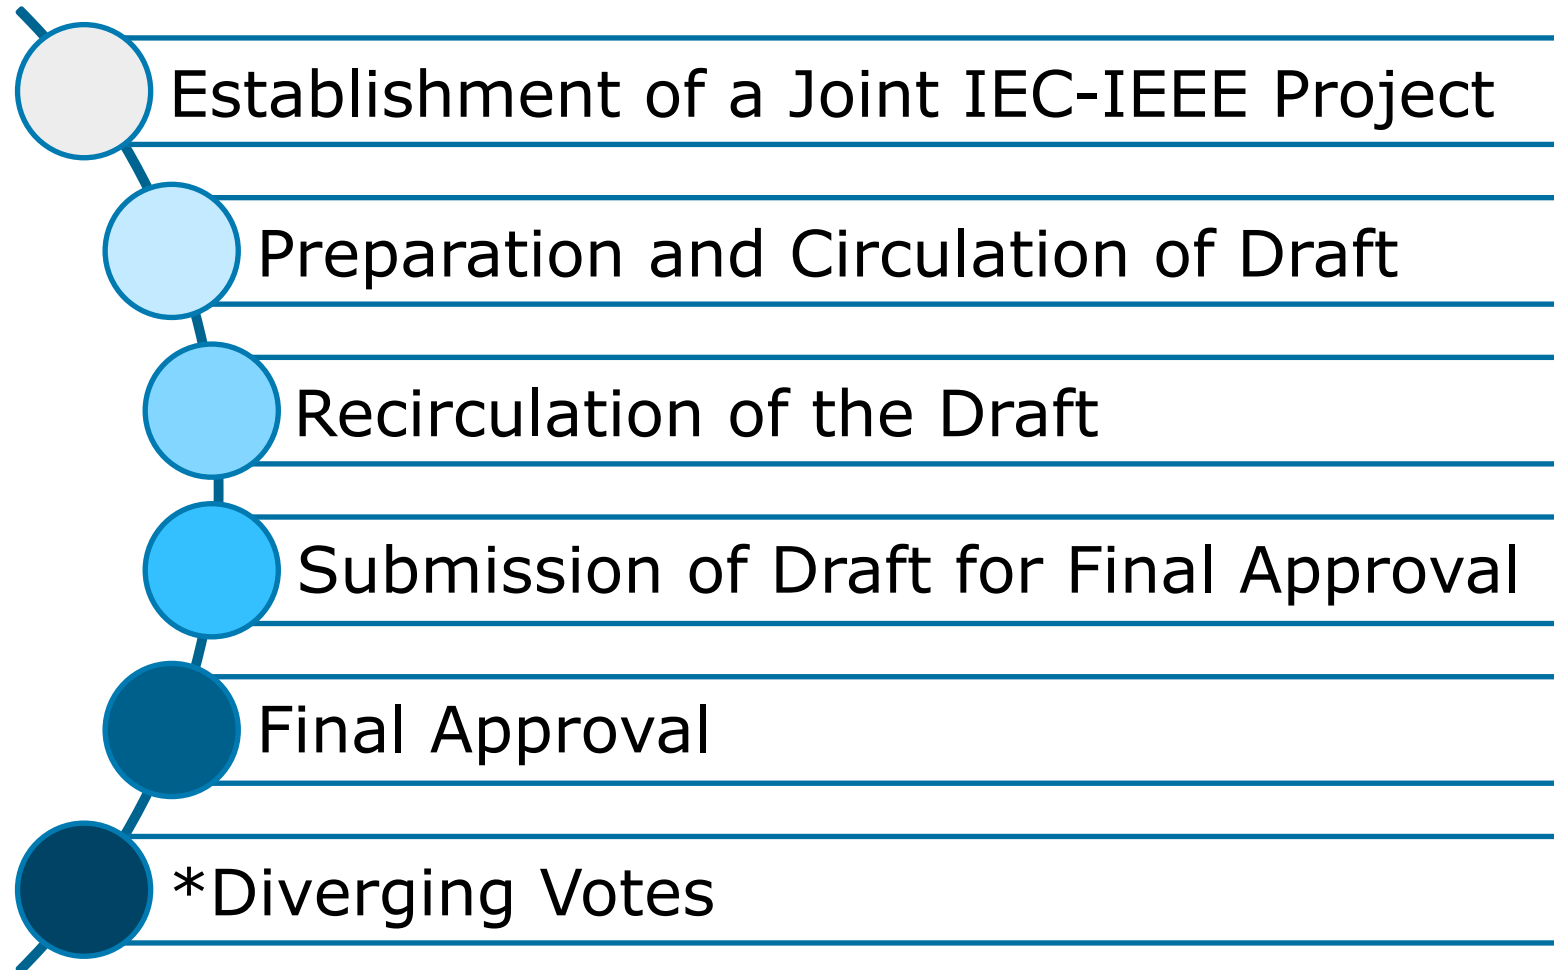 Establishment of a Joint IEC-IEEE Project
Preparation and Circulation of Draft
Recirculation of the Draft
Submission of Draft for Final Approval
Final Approval
*Diverging Votes